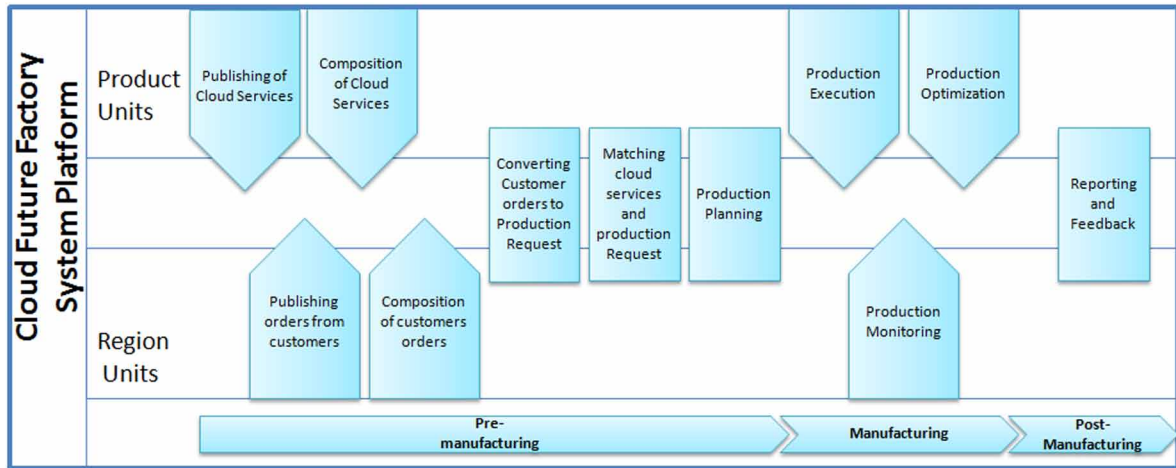 Cloud Future Factory
System Platform
Product
Units
Publishing of
Cloud Services
Composition
of Cloud
Services
Production
Execution
Production
Optimization
Converting
Customer
orders to
Production
Request
Matching
cloud
services
and
production
Request
Production
Planning
Reporting
and
Feedback
Region
Units
Publishing
orders from
customers
Composition
of customers
orders
Production
Monitoring
Pre-
manufacturing
Manufacturing
Post-
Manufacturing